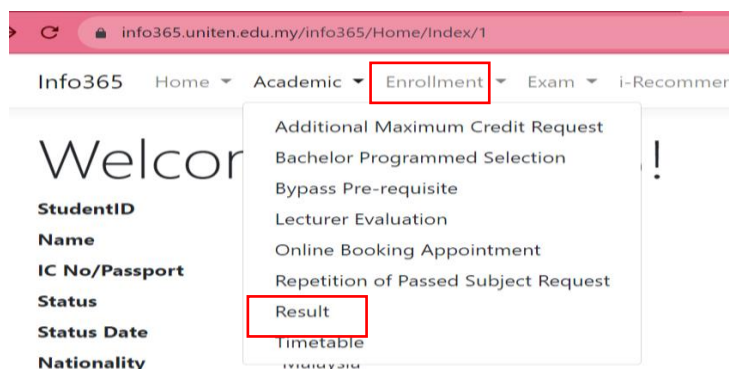 info365.uniten.edu.my/info365/Home/Index/1
Info365 Home Academic Enrollment Exam i-Recommer
Welcor !
Additional Maximum Credit Request
Bachelor Programmed Selection
Bypass Pre-requisite
Lecturer Evaluation
Online Booking Appointment
Repetition of Passed Subject Request
Result
Timetable
StudentID
Name
IC No/Passport
Status
Status Date
Nationality Malaysia